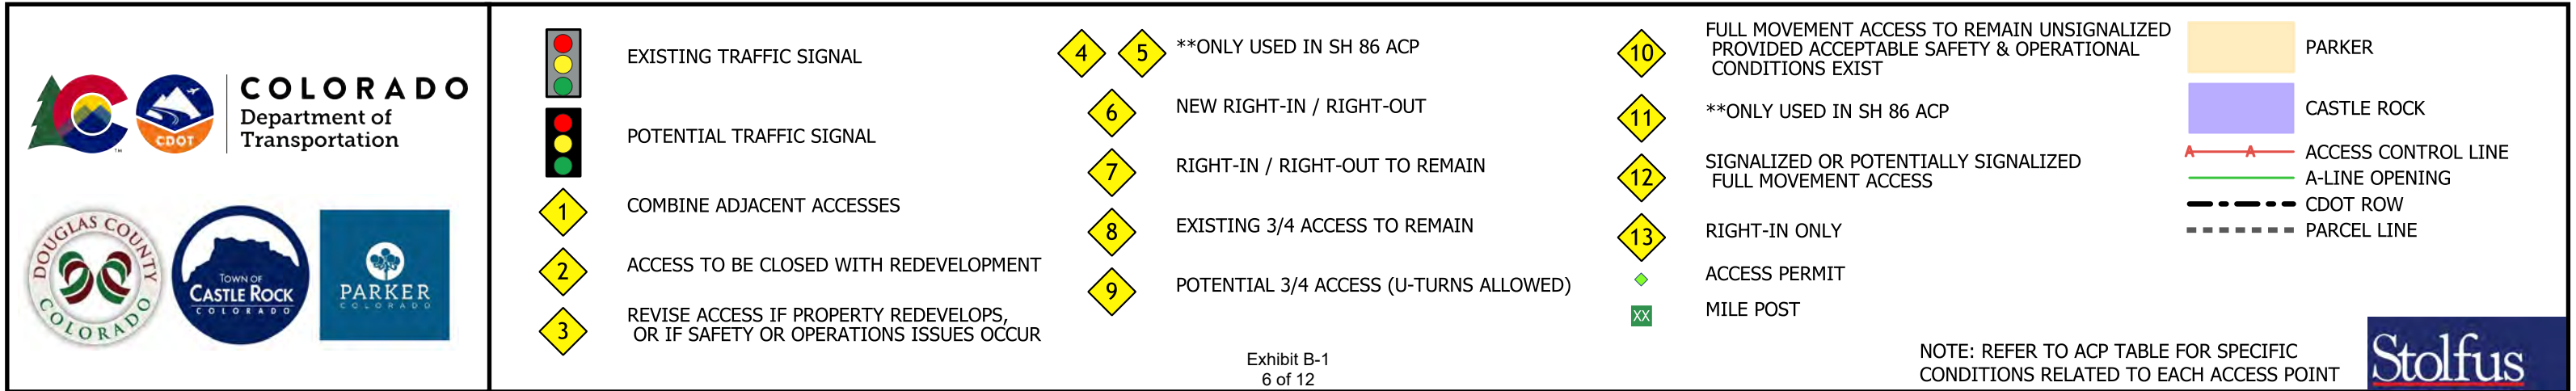 COLORADO
Department of
Transportation
CDOT
DOUGLAS COUNTY
COLORADO
TOWN OF
CASTLE ROCK
COLORADO
PARKER
COLORADO
EXISTING TRAFFIC SIGNAL
POTENTIAL TRAFFIC SIGNAL
1 COMBINE ADJACENT ACCESSES
2 ACCESS TO BE CLOSED WITH REDEVELOPMENT
3 REVISE ACCESS IF PROPERTY REDEVELOPS,
OR IF SAFETY OR OPERATIONS ISSUES OCCUR
4 5 **ONLY USED IN SH 86 ACP
6 NEW RIGHT-IN / RIGHT-OUT
7 RIGHT-IN / RIGHT-OUT TO REMAIN
8 EXISTING 3/4 ACCESS TO REMAIN
9 POTENTIAL 3/4 ACCESS (U-TURNS ALLOWED)
Exhibit B-1
6 of 12
10 FULL MOVEMENT ACCESS TO REMAIN UNSIGNALIZED
PROVIDED ACCEPTABLE SAFETY & OPERATIONAL
CONDITIONS EXIST
11 **ONLY USED IN SH 86 ACP
12 SIGNALIZED OR POTENTIALLY SIGNALIZED
FULL MOVEMENT ACCESS
13 RIGHT-IN ONLY
ACCESS PERMIT
XX MILE POST
PARKER
CASTLE ROCK
A A ACCESS CONTROL LINE
A-LINE OPENING
CDOT ROW
PARCEL LINE
NOTE: REFER TO ACP TABLE FOR SPECIFIC
CONDITIONS RELATED TO EACH ACCESS POINT
Stolfus